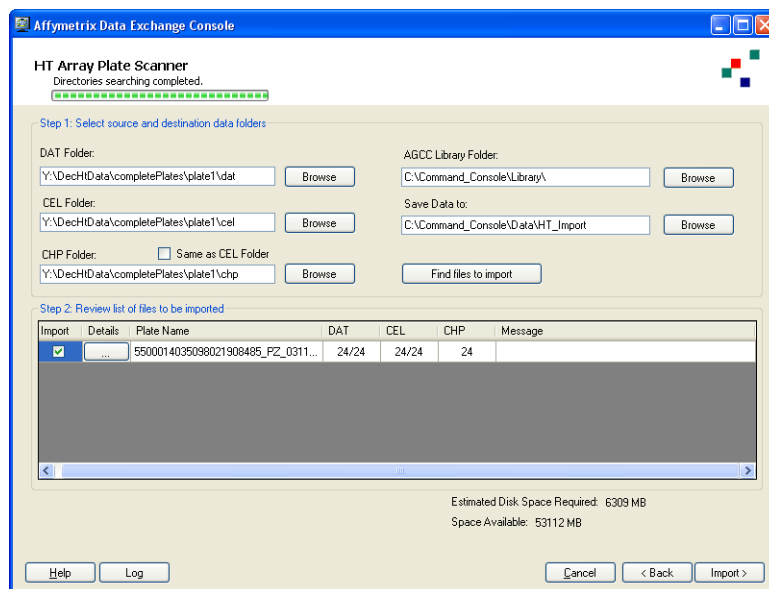 Affymetrix Data Exchange Console
HT Array Plate Scanner
Directories searching completed.
Step 1: Select source and destination data folders
DAT Folder:
Y:\DecHtData\completePlates\plate1\dat
Browse
AGCC Library Folder:
C:\Command_Console\Library\
Browse
CEL Folder:
Y:\DecHtData\completePlates\plate1\cel
Browse
Save Data to:
C:\Command_Console\Data\HT_Import
Browse
CHP Folder:
Same as CEL Folder
Y:\DecHtData\completePlates\plate1\chp
Browse
Find files to import
Step 2: Review list of files to be imported
Import Details Plate Name DAT CEL CHP Message
... 5500014035098021908485_PZ_0311... 24/24 24/24 24
Estimated Disk Space Required: 6309 MB
Space Available: 53112 MB
Help Log Cancel < Back Import >